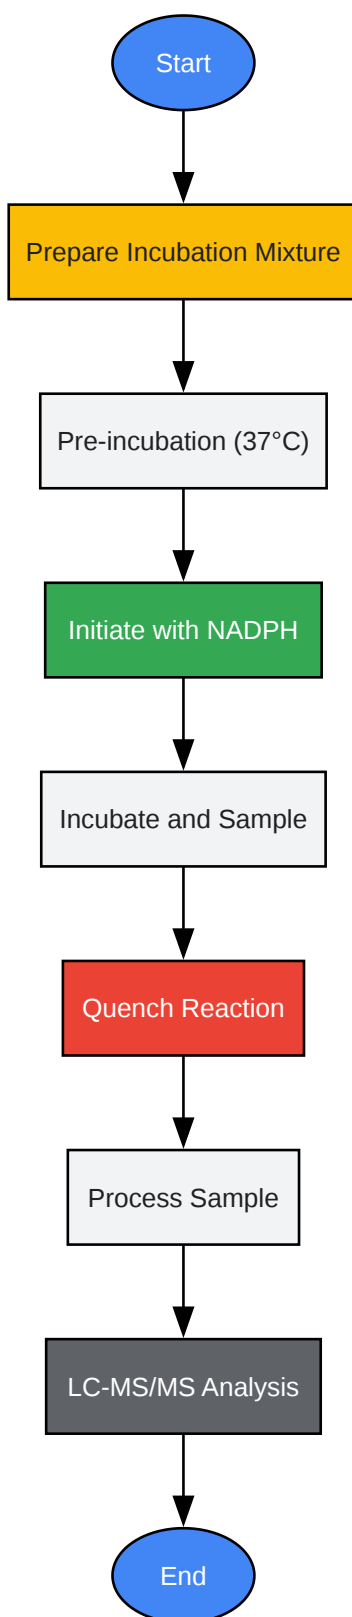 Start
Prepare Incubation Mixture
Pre-incubation (37°C)
Initiate with NADPH
Incubate and Sample
Quench Reaction
Process Sample
LC-MS/MS Analysis
End